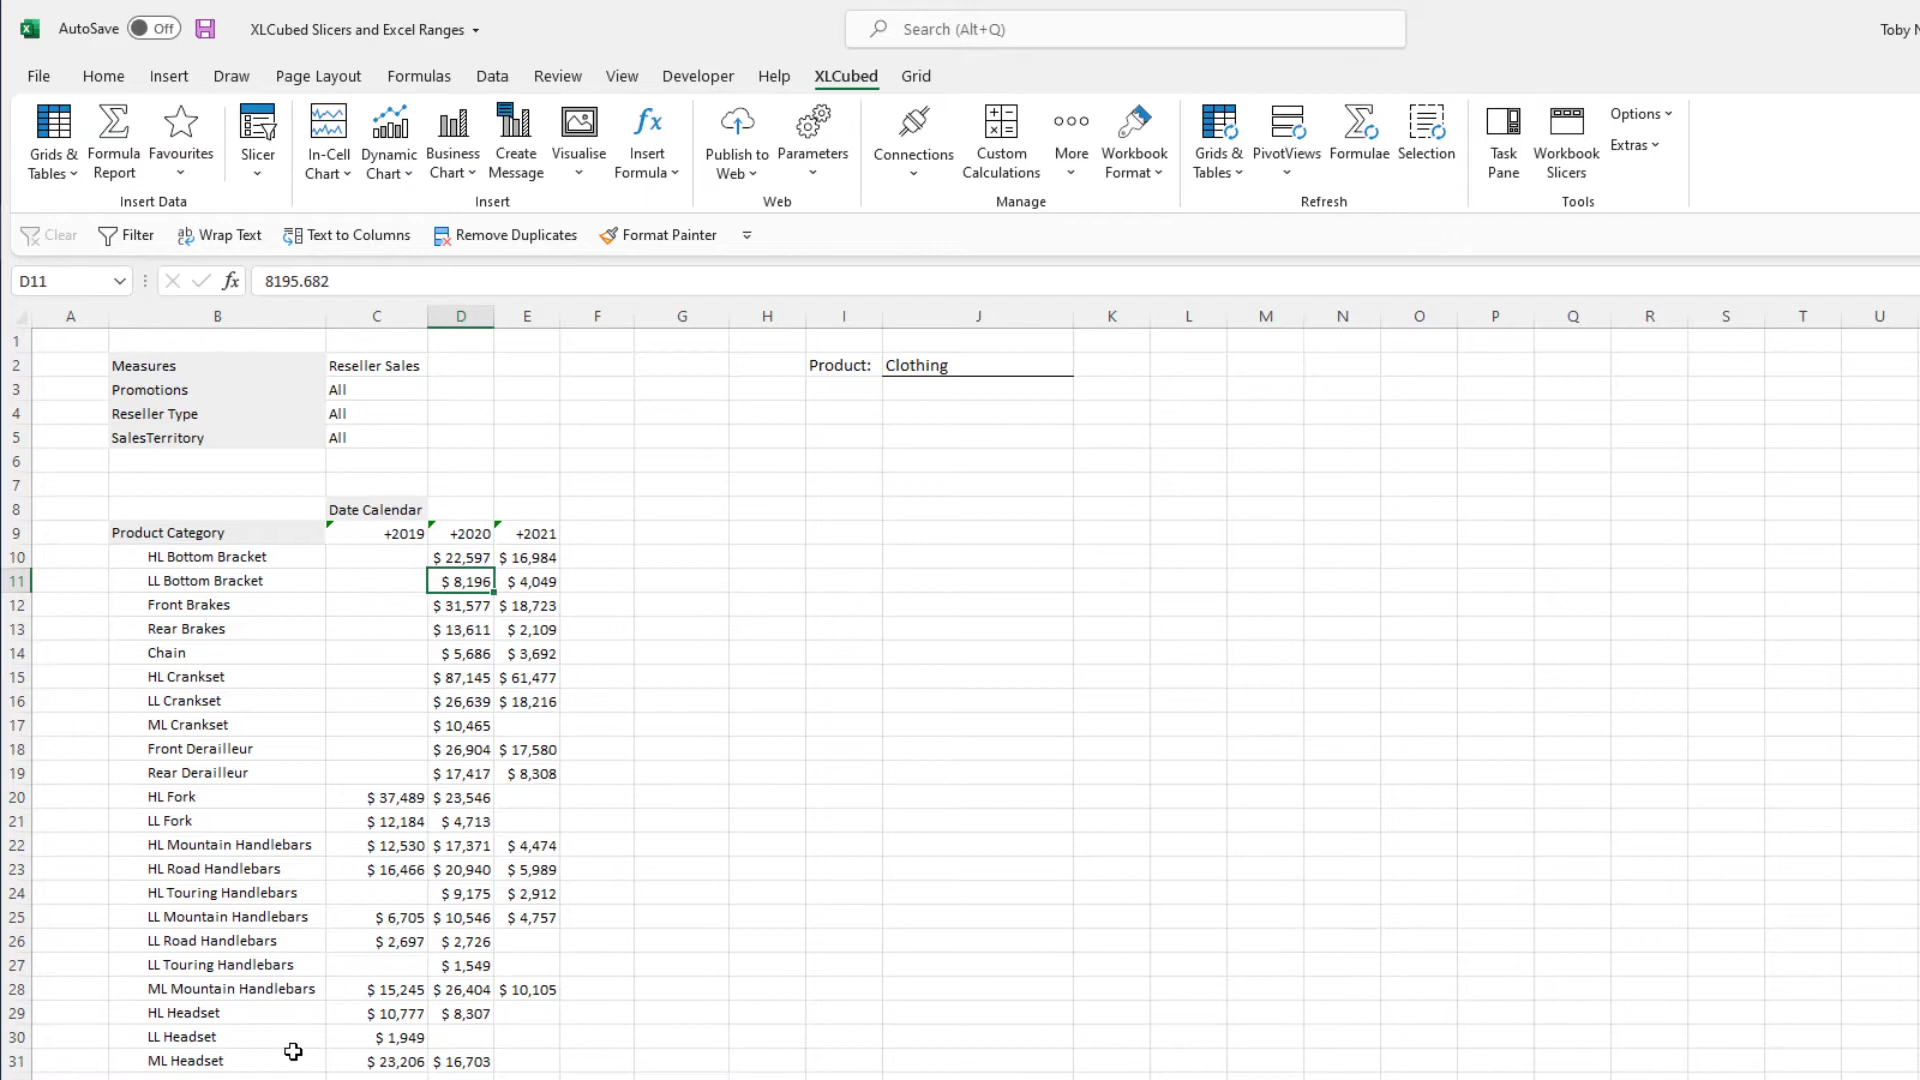 AutoSave Off XLCubed Slicers and Excel Ranges Search (Alt+Q) Toby N
File Home Insert Draw Page Layout Formulas Data Review View Developer Help XLCubed Grid
Grids & Tables Formula Report Favourites Slicer In-Cell Chart Dynamic Chart Business Chart Create Message Visualise Insert Formula Publish to Web Parameters Connections Custom Calculations More Workbook Format Grids & Tables PivotViews Formulae Selection Task Pane Workbook Slicers Options Extras
Insert Data Insert Web Manage Refresh Tools
Clear Filter Wrap Text Text to Columns Remove Duplicates Format Painter
D11 fx 8195.682
A B C D E F G H I J K L M N O P Q R S T U
1
2 Measures Reseller Sales Product: Clothing
3 Promotions All
4 Reseller Type All
5 SalesTerritory All
6
7
8 Date Calendar
9 Product Category +2019 +2020 +2021
10 HL Bottom Bracket $ 22,597 $ 16,984
11 LL Bottom Bracket $ 8,196 $ 4,049
12 Front Brakes $ 31,577 $ 18,723
13 Rear Brakes $ 13,611 $ 2,109
14 Chain $ 5,686 $ 3,692
15 HL Crankset $ 87,145 $ 61,477
16 LL Crankset $ 26,639 $ 18,216
17 ML Crankset $ 10,465
18 Front Derailleur $ 26,904 $ 17,580
19 Rear Derailleur $ 17,417 $ 8,308
20 HL Fork $ 37,489 $ 23,546
21 LL Fork $ 12,184 $ 4,713
22 HL Mountain Handlebars $ 12,530 $ 17,371 $ 4,474
23 HL Road Handlebars $ 16,466 $ 20,940 $ 5,989
24 HL Touring Handlebars $ 9,175 $ 2,912
25 LL Mountain Handlebars $ 6,705 $ 10,546 $ 4,757
26 LL Road Handlebars $ 2,697 $ 2,726
27 LL Touring Handlebars $ 1,549
28 ML Mountain Handlebars $ 15,245 $ 26,404 $ 10,105
29 HL Headset $ 10,777 $ 8,307
30 LL Headset $ 1,949
31 ML Headset $ 23,206 $ 16,703